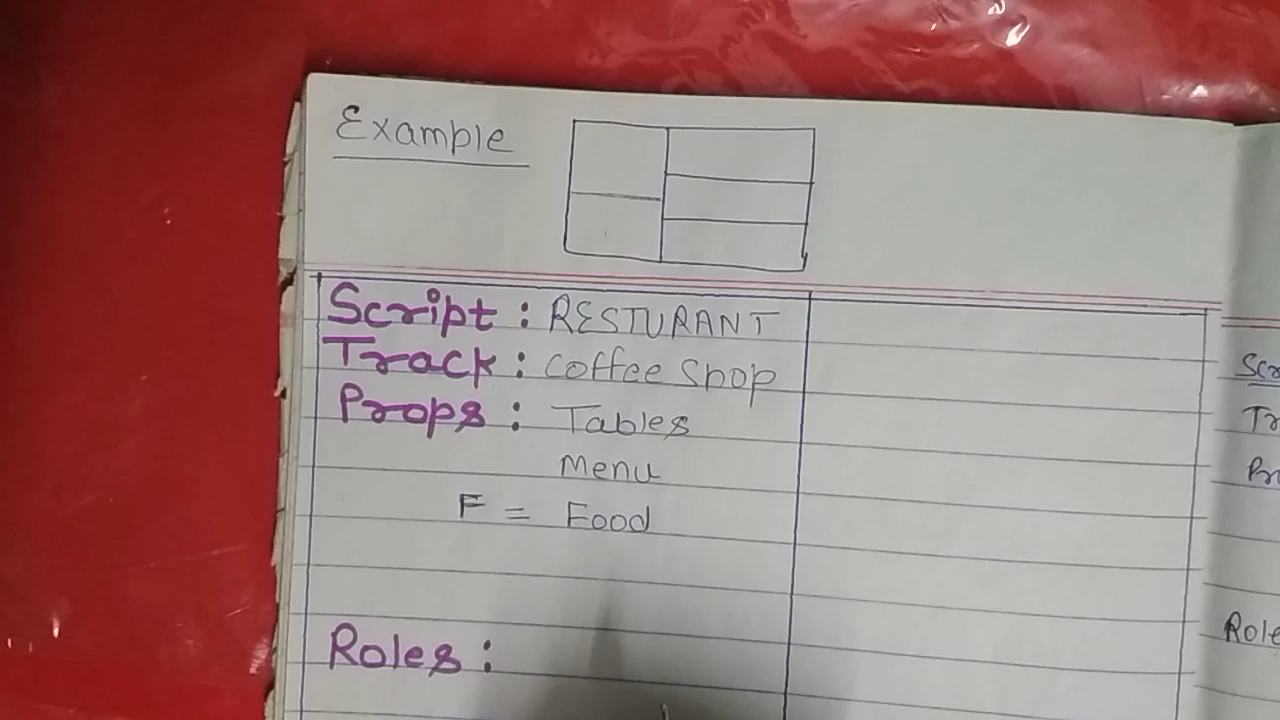 Example
Script : RESTURANT
Track : Coffee Shop
Props : Tables
Menu
F = Food
Roles :